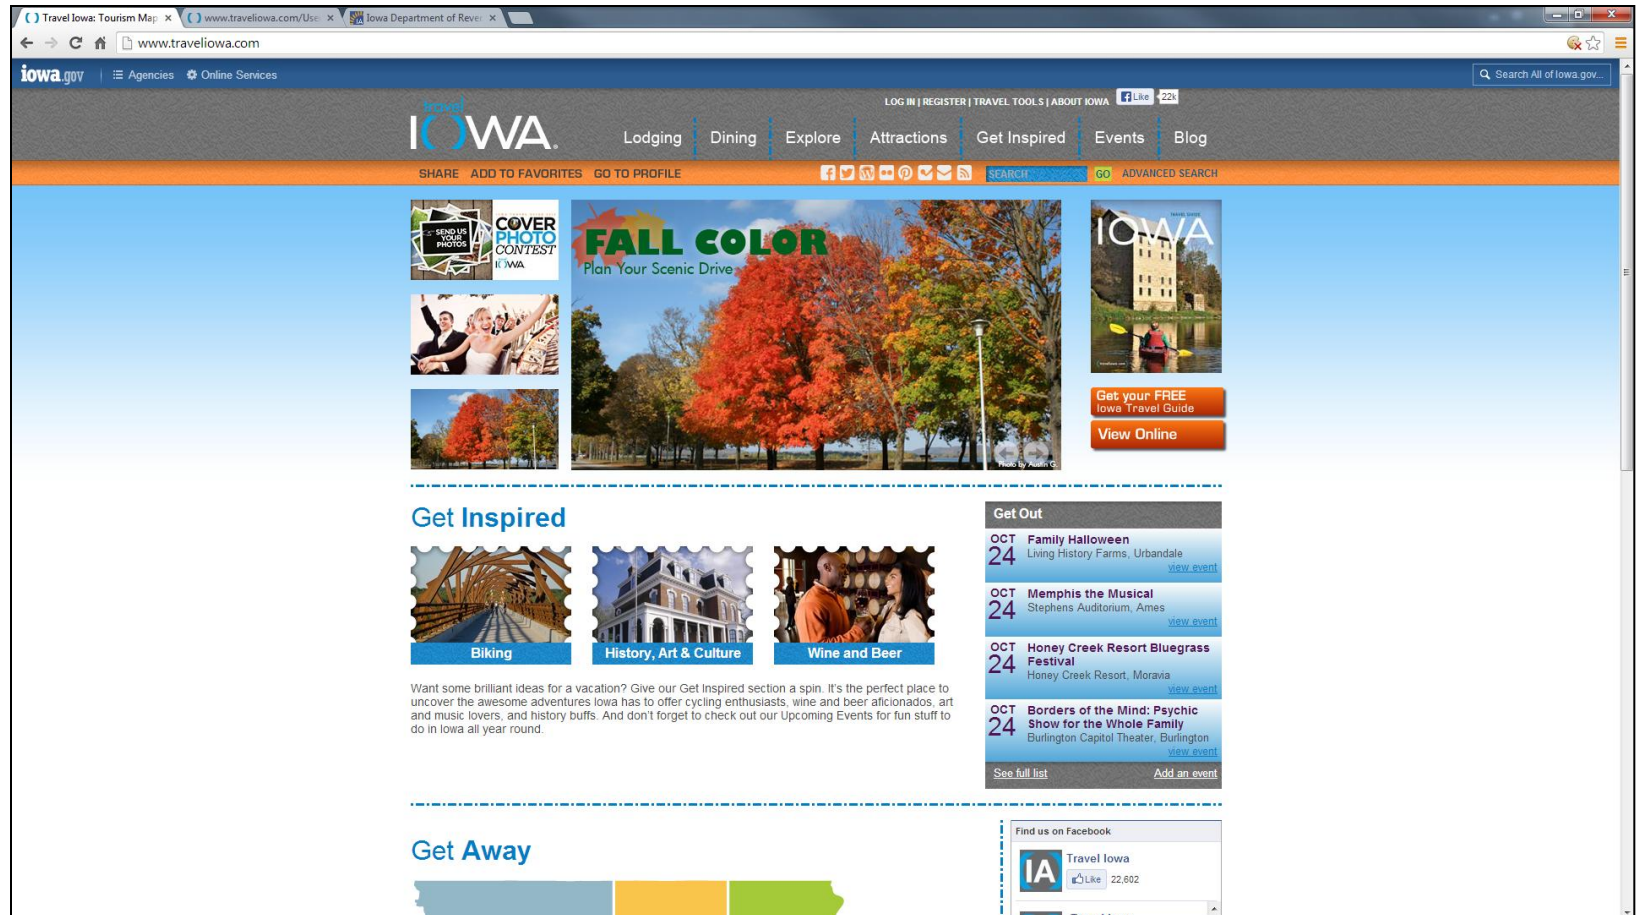 Travel Iowa: Tourism Map
www.traveliowa.com/Use
Iowa Department of Rever
www.traveliowa.com
iowa.gov
Agencies
Online Services
Search All of Iowa.gov...
LOG IN | REGISTER | TRAVEL TOOLS | ABOUT IOWA
Like
22k
travel
IOWA.
Lodging
Dining
Explore
Attractions
Get Inspired
Events
Blog
SHARE
ADD TO FAVORITES
GO TO PROFILE
SEARCH
GO
ADVANCED SEARCH
SEND US
YOUR
PHOTOS
COVER
PHOTO
CONTEST
IOWA
FALL COLOR
Plan Your Scenic Drive
Photo by Austin G.
TRAVEL GUIDE
IOWA
Get your FREE
Iowa Travel Guide
View Online
Get Inspired
Biking
History, Art & Culture
Wine and Beer
Want some brilliant ideas for a vacation? Give our Get Inspired section a spin. It's the perfect place to
uncover the awesome adventures Iowa has to offer cycling enthusiasts, wine and beer aficionados, art
and music lovers, and history buffs. And don't forget to check out our Upcoming Events for fun stuff to
do in Iowa all year round.
Get Out
OCT
24
Family Halloween
Living History Farms, Urbandale
view event
OCT
24
Memphis the Musical
Stephens Auditorium, Ames
view event
OCT
24
Honey Creek Resort Bluegrass
Festival
Honey Creek Resort, Moravia
view event
OCT
24
Borders of the Mind: Psychic
Show for the Whole Family
Burlington Capitol Theater, Burlington
view event
See full list
Add an event
Get Away
Find us on Facebook
IA
Travel Iowa
Like
22,602